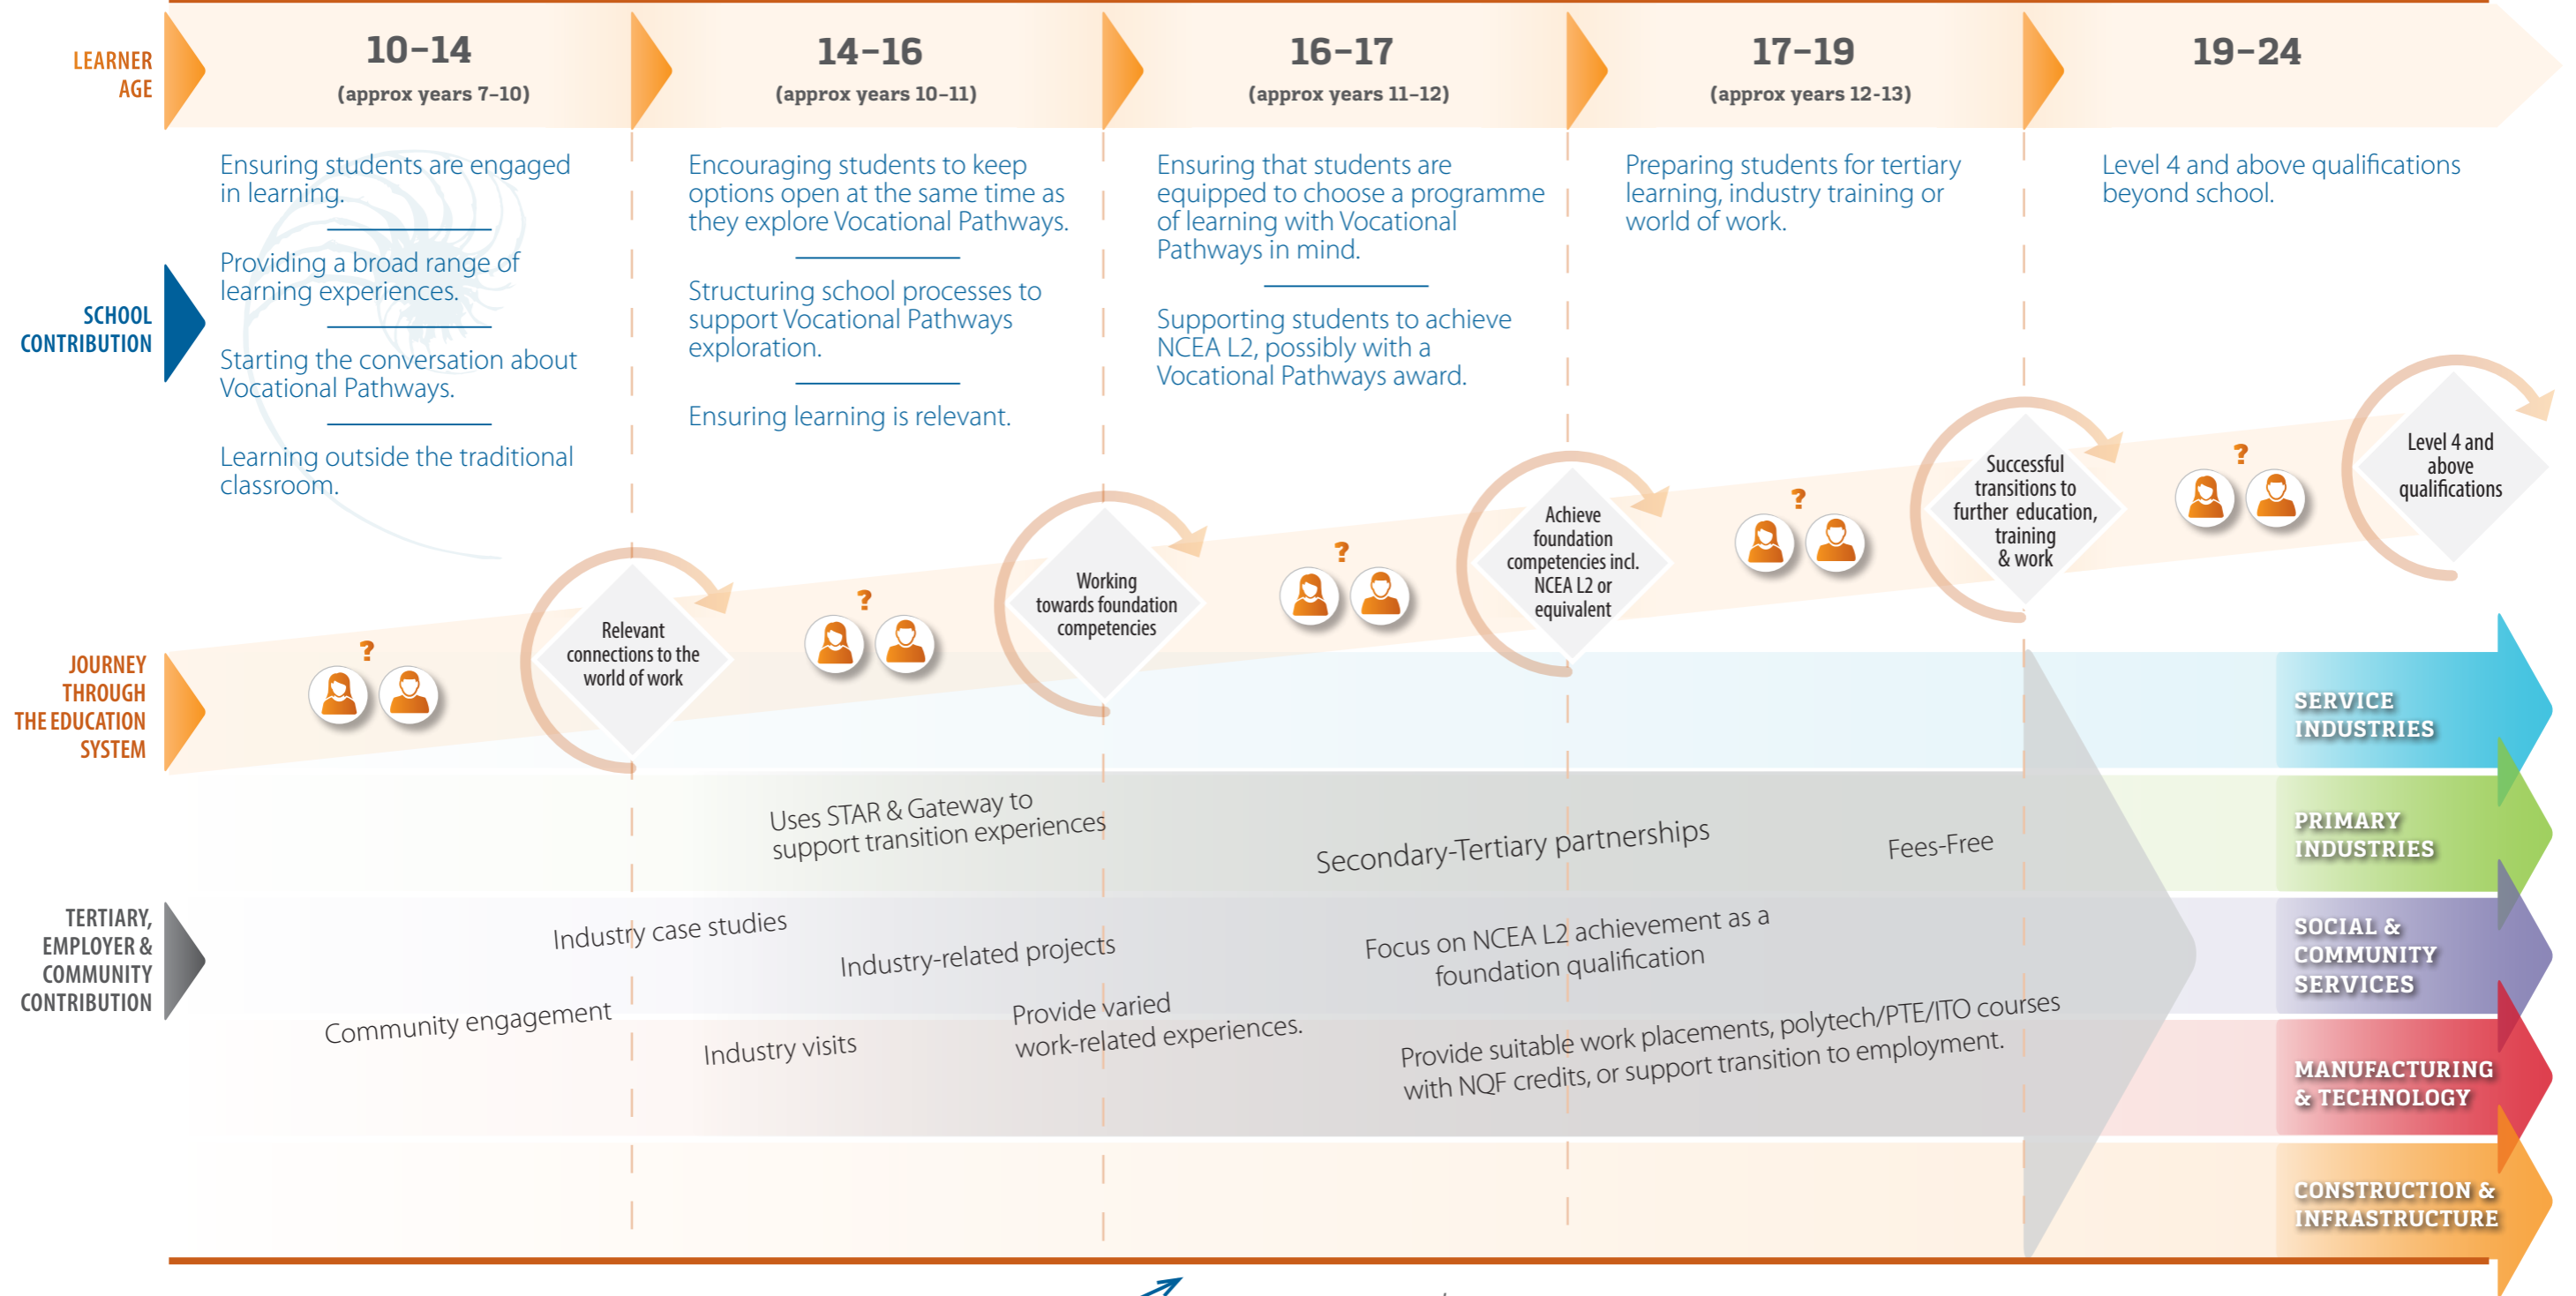 LEARNER
AGE
10–14
(approx years 7–10)
14–16
(approx years 10–11)
16–17
(approx years 11–12)
17–19
(approx years 12-13)
19–24
SCHOOL
CONTRIBUTION
Ensuring students are engaged
in learning.
Providing a broad range of
learning experiences.
Starting the conversation about
Vocational Pathways.
Learning outside the traditional
classroom.
Encouraging students to keep
options open at the same time as
they explore Vocational Pathways.
Structuring school processes to
support Vocational Pathways
exploration.
Ensuring learning is relevant.
Ensuring that students are
equipped to choose a programme
of learning with Vocational
Pathways in mind.
Supporting students to achieve
NCEA L2, possibly with a
Vocational Pathways award.
Preparing students for tertiary
learning, industry training or
world of work.
Level 4 and above qualifications
beyond school.
JOURNEY
THROUGH
THE EDUCATION
SYSTEM
?
Relevant
connections to the
world of work
?
Working
towards foundation
competencies
?
Achieve
foundation
competencies incl.
NCEA L2 or
equivalent
?
Successful
transitions to
further education,
training
& work
?
Level 4 and
above
qualifications
TERTIARY,
EMPLOYER &
COMMUNITY
CONTRIBUTION
Uses STAR & Gateway to
support transition experiences
Secondary-Tertiary partnerships
Fees-Free
Industry case studies
Industry-related projects
Focus on NCEA L2 achievement as a
foundation qualification
Community engagement
Industry visits
Provide varied
work-related experiences.
Provide suitable work placements, polytech/PTE/ITO courses
with NQF credits, or support transition to employment.
SERVICE
INDUSTRIES
PRIMARY
INDUSTRIES
SOCIAL &
COMMUNITY
SERVICES
MANUFACTURING
& TECHNOLOGY
CONSTRUCTION &
INFRASTRUCTURE